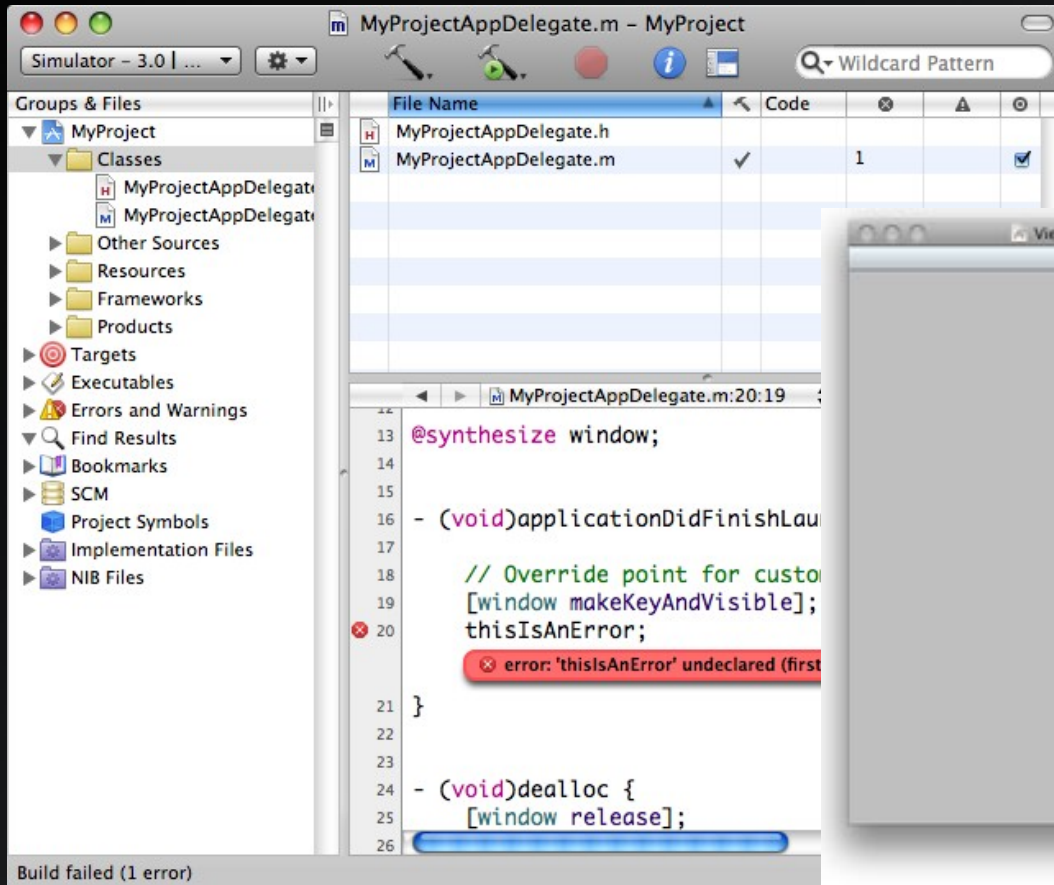 MyProjectAppDelegate.m – MyProject
Simulator – 3.0 | ...
Wildcard Pattern
Groups & Files
MyProject
Classes
MyProjectAppDelegate
MyProjectAppDelegate
Other Sources
Resources
Frameworks
Products
Targets
Executables
Errors and Warnings
Find Results
Bookmarks
SCM
Project Symbols
Implementation Files
NIB Files
File Name Code
H MyProjectAppDelegate.h
M MyProjectAppDelegate.m 1
MyProjectAppDelegate.m:20:19
13 @synthesize window;
14
15
16 - (void)applicationDidFinishLau
17
18 // Override point for custo
19 [window makeKeyAndVisible];
20 thisIsAnError;
error: 'thisIsAnError' undeclared (first
21 }
22
23
24 - (void)dealloc {
25 [window release];
26
Build failed (1 error)
Vie